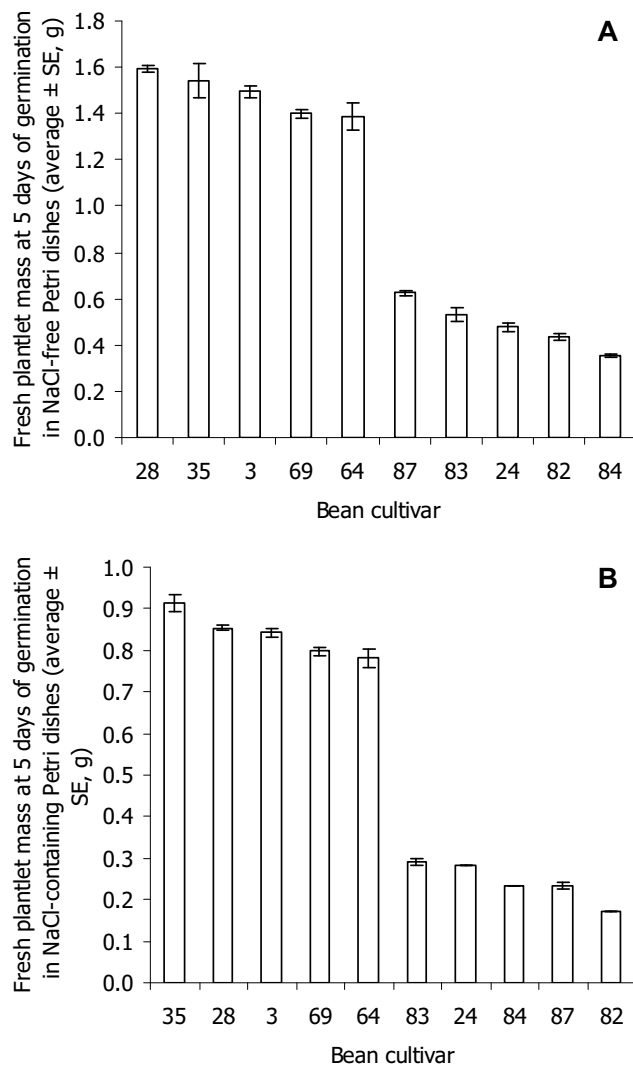 A
Fresh plantlet mass at 5 days of germination
in NaCl-free Petri dishes (average ± SE, g)
1.8
1.6
1.4
1.2
1.0
0.8
0.6
0.4
0.2
0.0
28 35 3 69 64 87 83 24 82 84
Bean cultivar
B
Fresh plantlet mass at 5 days of germination
in NaCl-containing Petri dishes (average ±
SE, g)
1.0
0.9
0.8
0.7
0.6
0.5
0.4
0.3
0.2
0.1
0.0
35 28 3 69 64 83 24 84 87 82
Bean cultivar